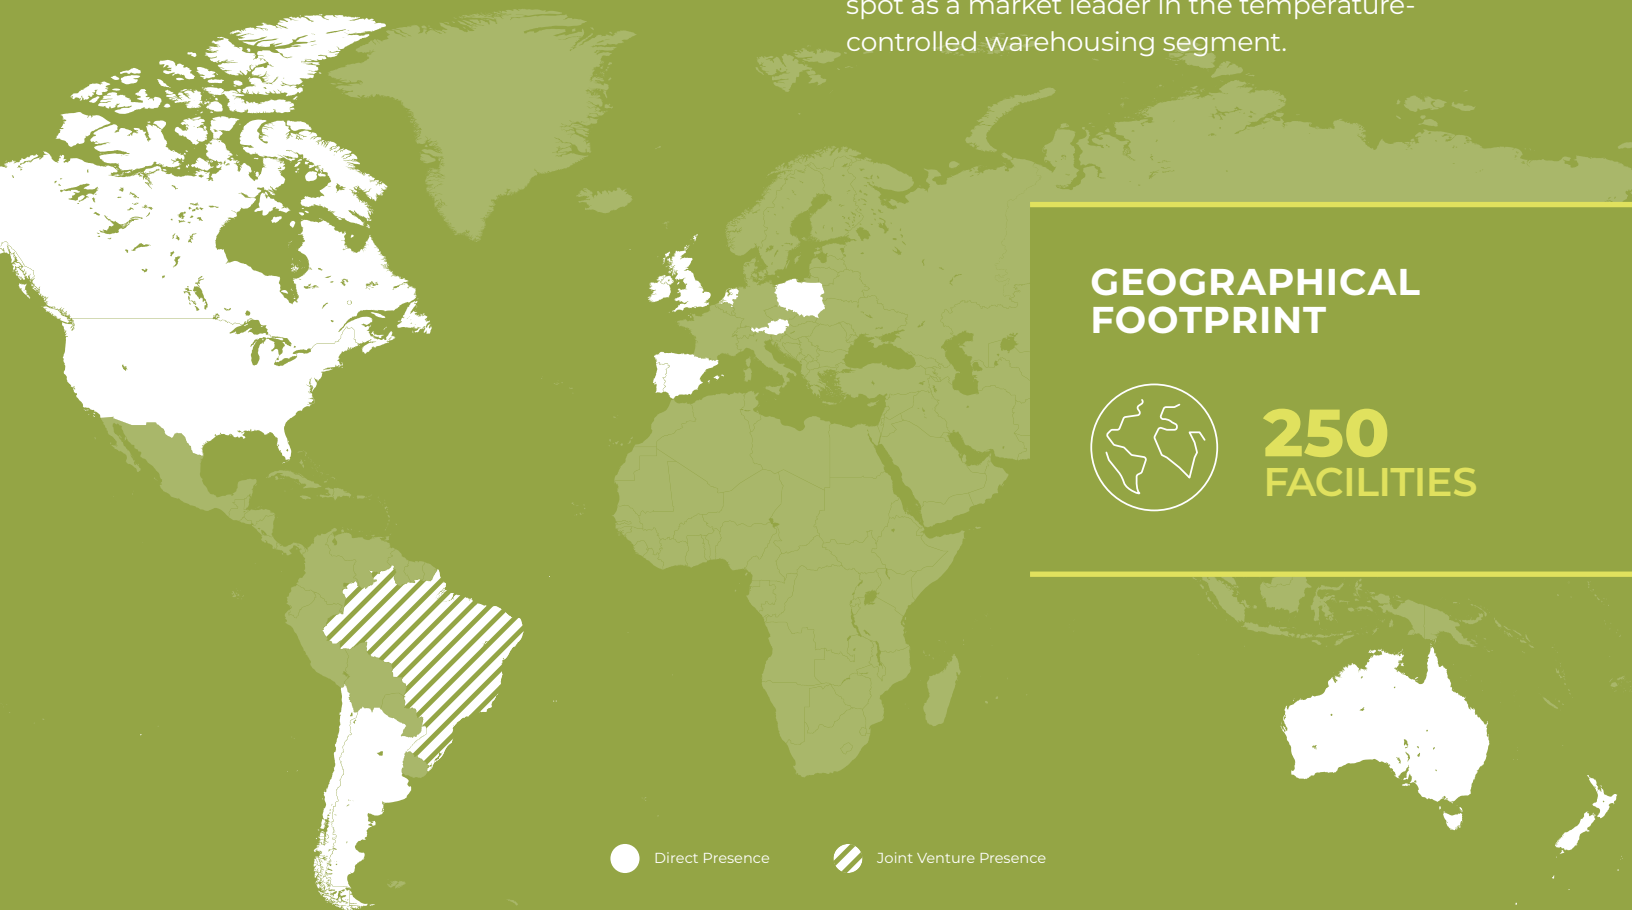 spot as a market leader in the temperature-
controlled warehousing segment.
GEOGRAPHICAL
FOOTPRINT
250
FACILITIES
Direct Presence
Joint Venture Presence